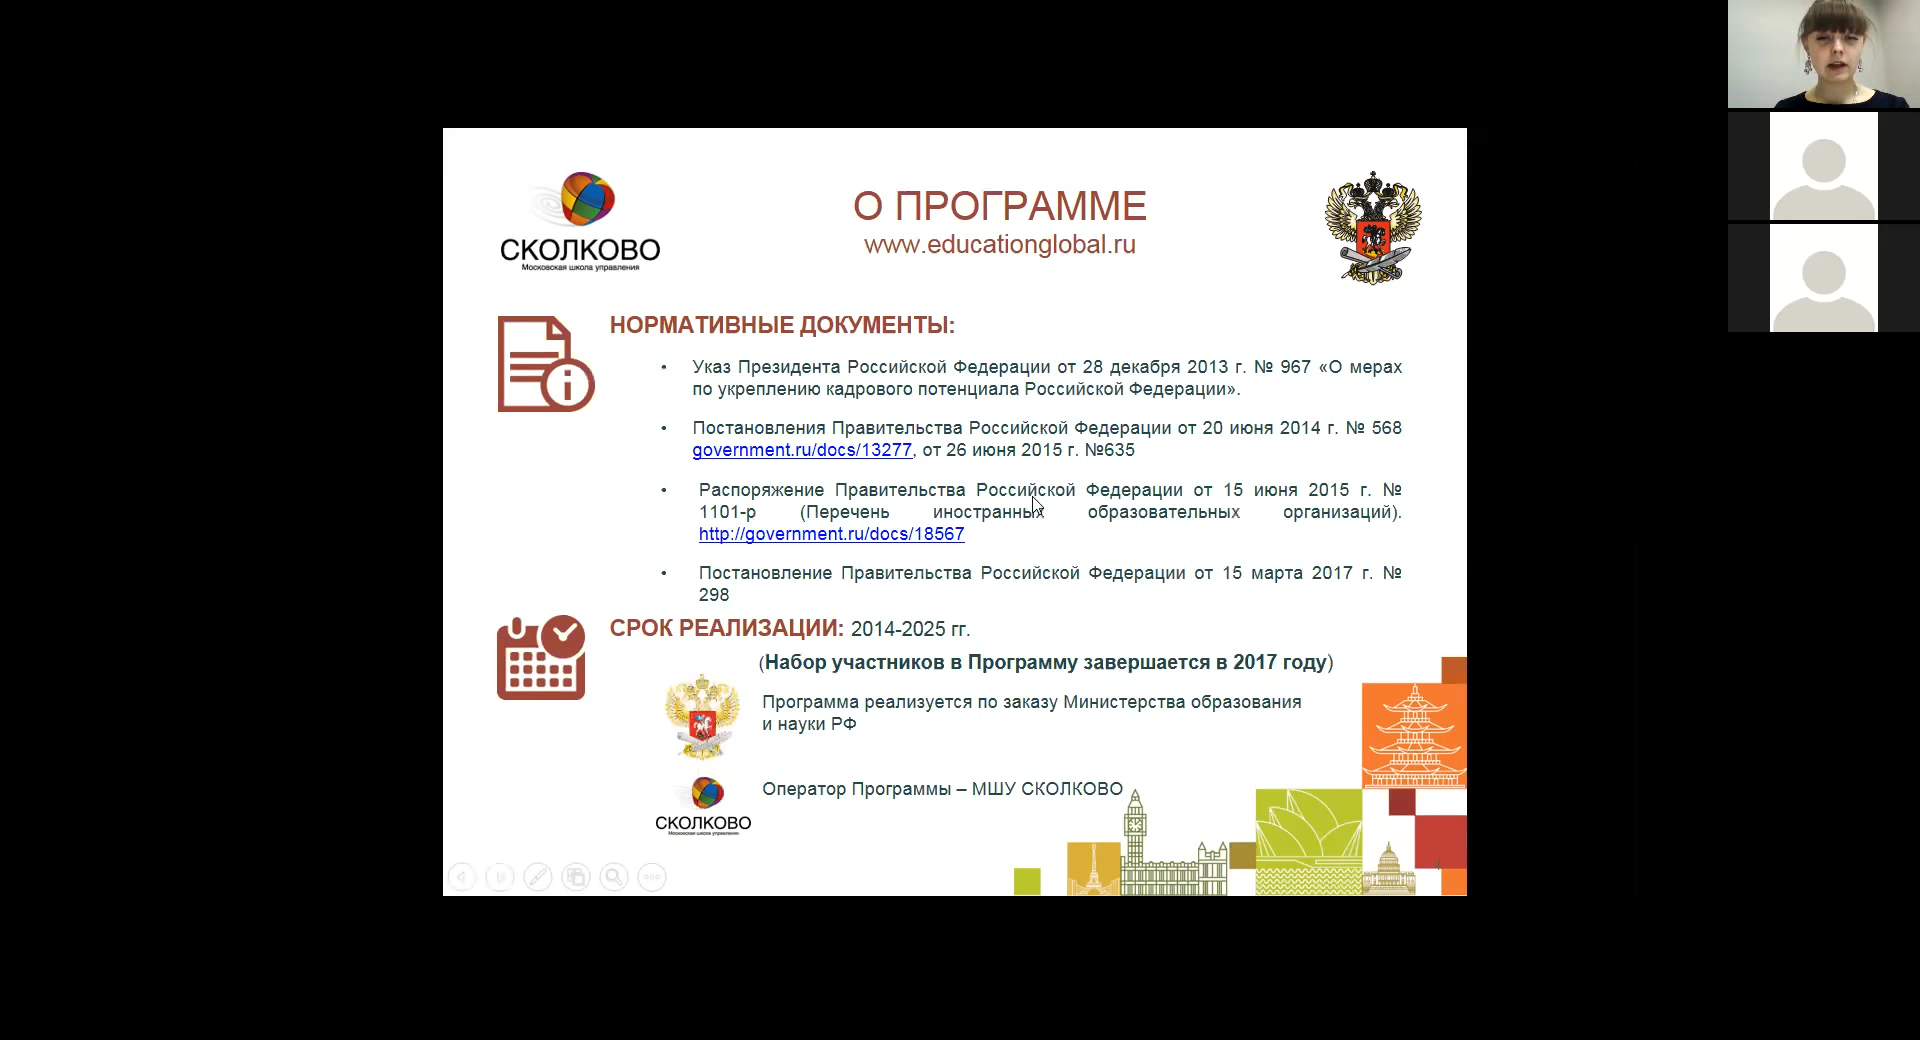 СКОЛКОВО
Московская школа управления
О ПРОГРАММЕ
www.educationglobal.ru
НОРМАТИВНЫЕ ДОКУМЕНТЫ:
• Указ Президента Российской Федерации от 28 декабря 2013 г. № 967 «О мерах
по укреплению кадрового потенциала Российской Федерации».
• Постановления Правительства Российской Федерации от 20 июня 2014 г. № 568
government.ru/docs/13277, от 26 июня 2015 г. №635
• Распоряжение Правительства Российской Федерации от 15 июня 2015 г. №
1101-р (Перечень иностранных образовательных организаций).
http://government.ru/docs/18567
• Постановление Правительства Российской Федерации от 15 марта 2017 г. №
298
СРОК РЕАЛИЗАЦИИ: 2014-2025 гг.
(Набор участников в Программу завершается в 2017 году)
Программа реализуется по заказу Министерства образования
и науки РФ
Оператор Программы – МШУ СКОЛКОВО
СКОЛКОВО
Московская школа управления